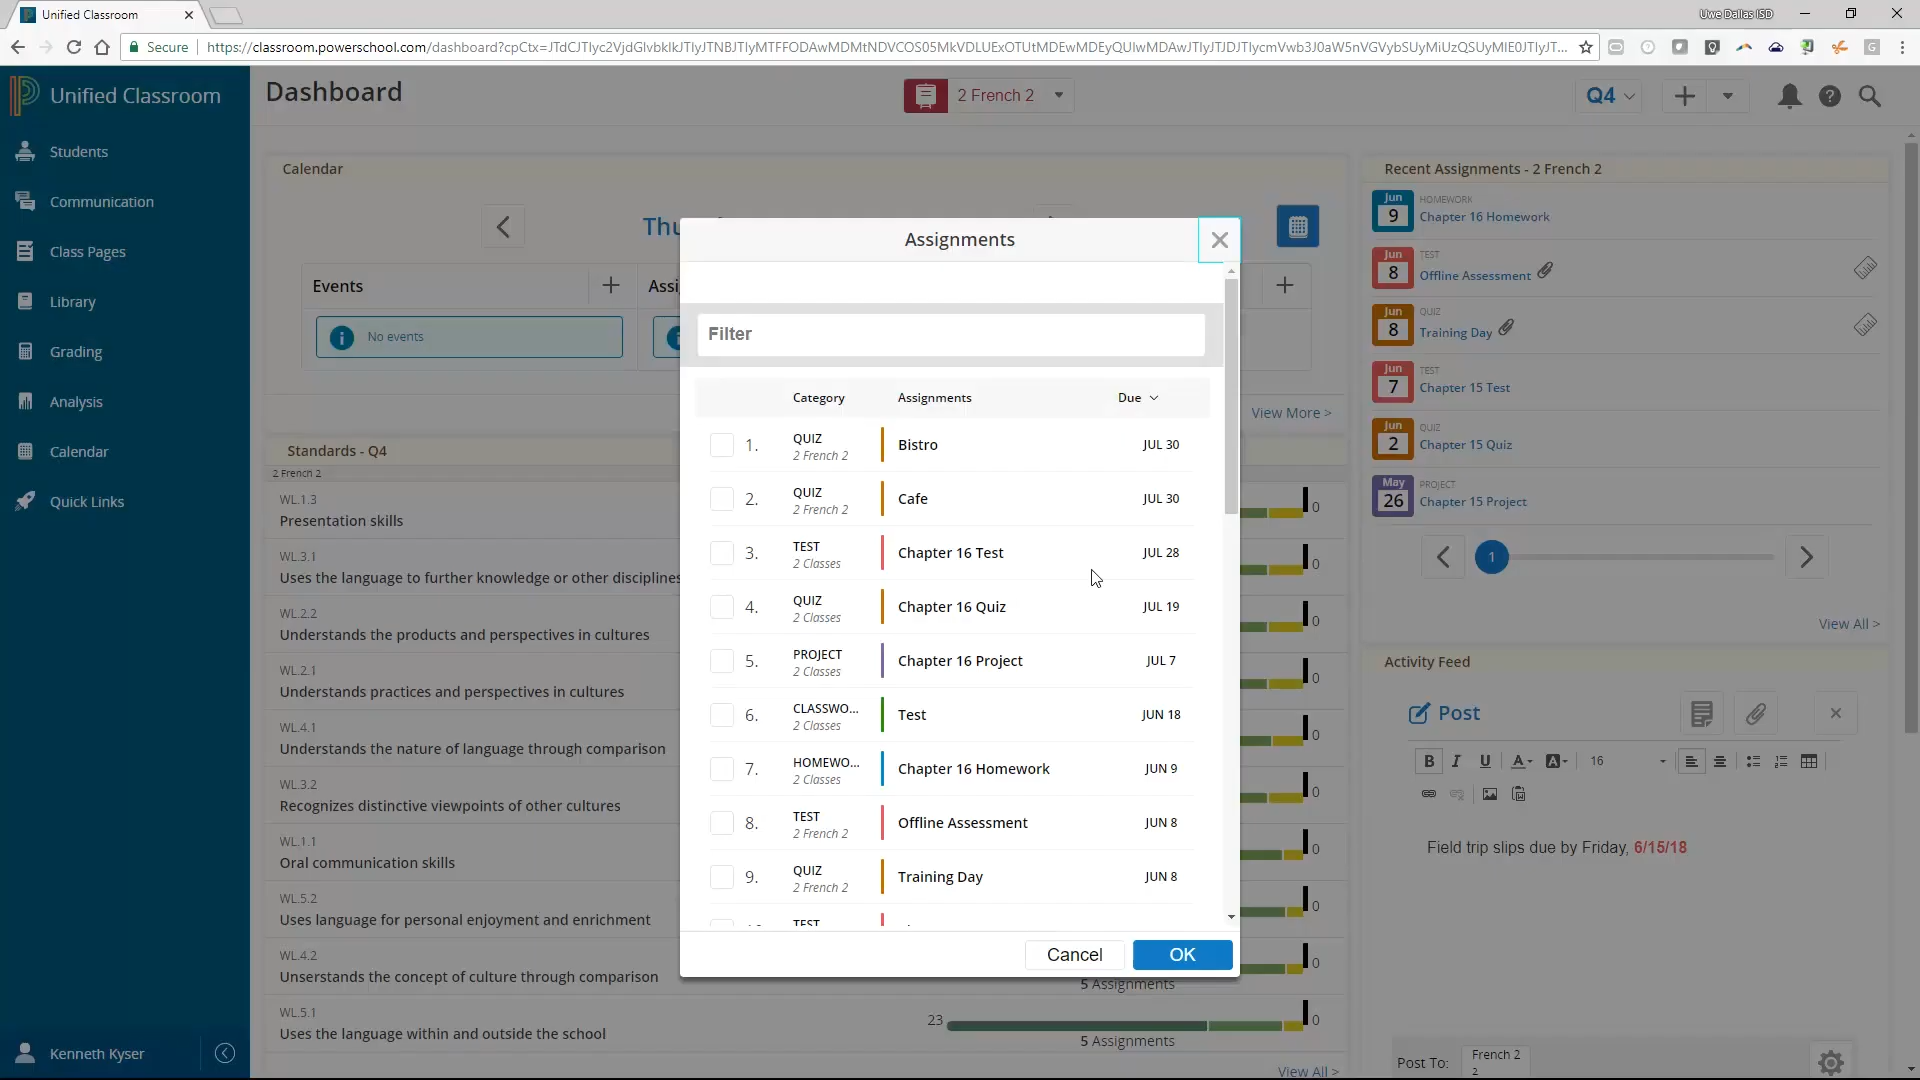 Unified Classroom
Uwe Dallas ISD
Secure
Unified Classroom
Dashboard
2 French 2
Q4
Students
Communication
Class Pages
Library
Grading
Analysis
Calendar
Quick Links
Kenneth Kyser
Calendar
Thu
Events
Assi
No events
View More >
Standards - Q4
2 French 2
WL.1.3
Presentation skills
0
WL.3.1
Uses the language to further knowledge or other disciplines
0
WL.2.2
Understands the products and perspectives in cultures
0
WL.2.1
Understands practices and perspectives in cultures
0
WL.4.1
Understands the nature of language through comparison
0
WL.3.2
Recognizes distinctive viewpoints of other cultures
0
WL.1.1
Oral communication skills
0
WL.5.2
Uses language for personal enjoyment and enrichment
0
WL.4.2
Unserstands the concept of culture through comparison
0
5 Assignments
WL.5.1
Uses the language within and outside the school
23
0
5 Assignments
View All >
Assignments
Filter
Category Assignments Due
1. QUIZ Bistro JUL 30
2 French 2
2. QUIZ Cafe JUL 30
2 French 2
3. TEST Chapter 16 Test JUL 28
2 Classes
4. QUIZ Chapter 16 Quiz JUL 19
2 Classes
5. PROJECT Chapter 16 Project JUL 7
2 Classes
6. CLASSWO... Test JUN 18
2 Classes
7. HOMEWO... Chapter 16 Homework JUN 9
2 Classes
8. TEST Offline Assessment JUN 8
2 French 2
9. QUIZ Training Day JUN 8
2 French 2
TEST
Cancel OK
Recent Assignments - 2 French 2
Jun 9 HOMEWORK
Chapter 16 Homework
Jun 8 TEST
Offline Assessment
Jun 8 QUIZ
Training Day
Jun 7 TEST
Chapter 15 Test
Jun 2 QUIZ
Chapter 15 Quiz
May 26 PROJECT
Chapter 15 Project
1
View All >
Activity Feed
Post
B I U A A 16
Field trip slips due by Friday, 6/15/18
Post To: French 2
2